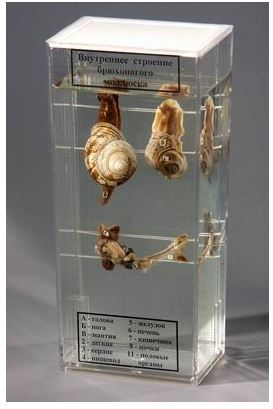 Внутреннее строение
брюхоногого
моллюска
А - голова
Б - нога
В - мантия
2 - легкие
3 - сердце
4 - пищевод
5 - желудок
6 - печень
7 - кишечник
8 - почки
11 - половые
органы